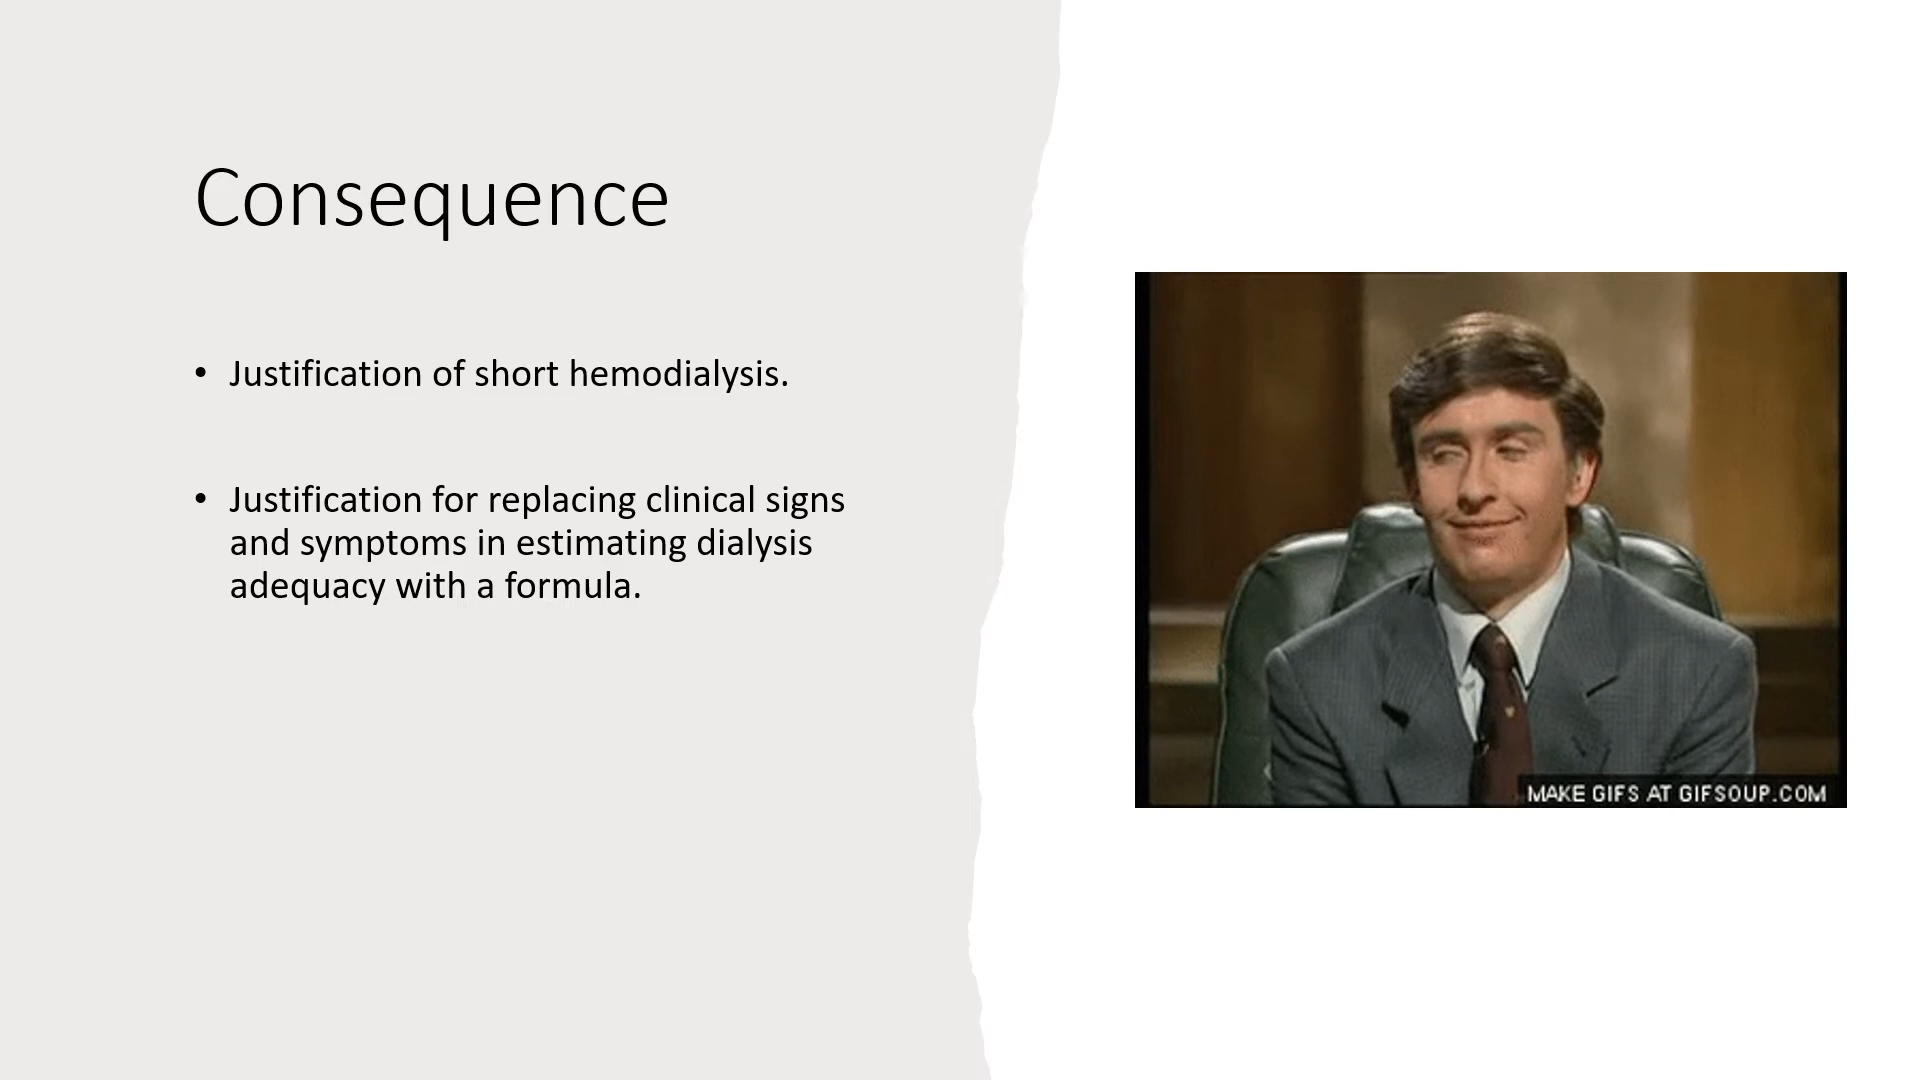 Consequence
• Justification of short hemodialysis.
• Justification for replacing clinical signs
and symptoms in estimating dialysis
adequacy with a formula.
MAKE GIFS AT GIFSOUP.COM